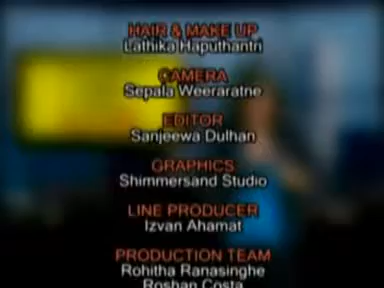 HAIR & MAKE UP
Lathika Haputhantri
CAMERA
Sepala Weeraratne
EDITOR
Sanjeewa Dulhan
GRAPHICS
Shimmersand Studio
LINE PRODUCER
Izvan Ahamat
PRODUCTION TEAM
Rohitha Ranasinghe
Roshan Costa